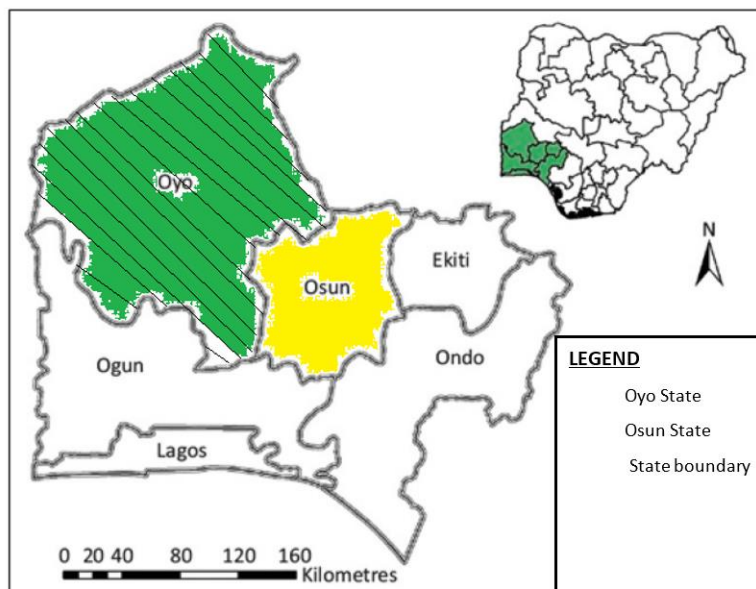 Oyo
N
Ekiti
Osun
Ondo
LEGEND
Ogun
Oyo State
Osun State
Lagos
State boundary
0 20 40 80 120 160
Kilometres